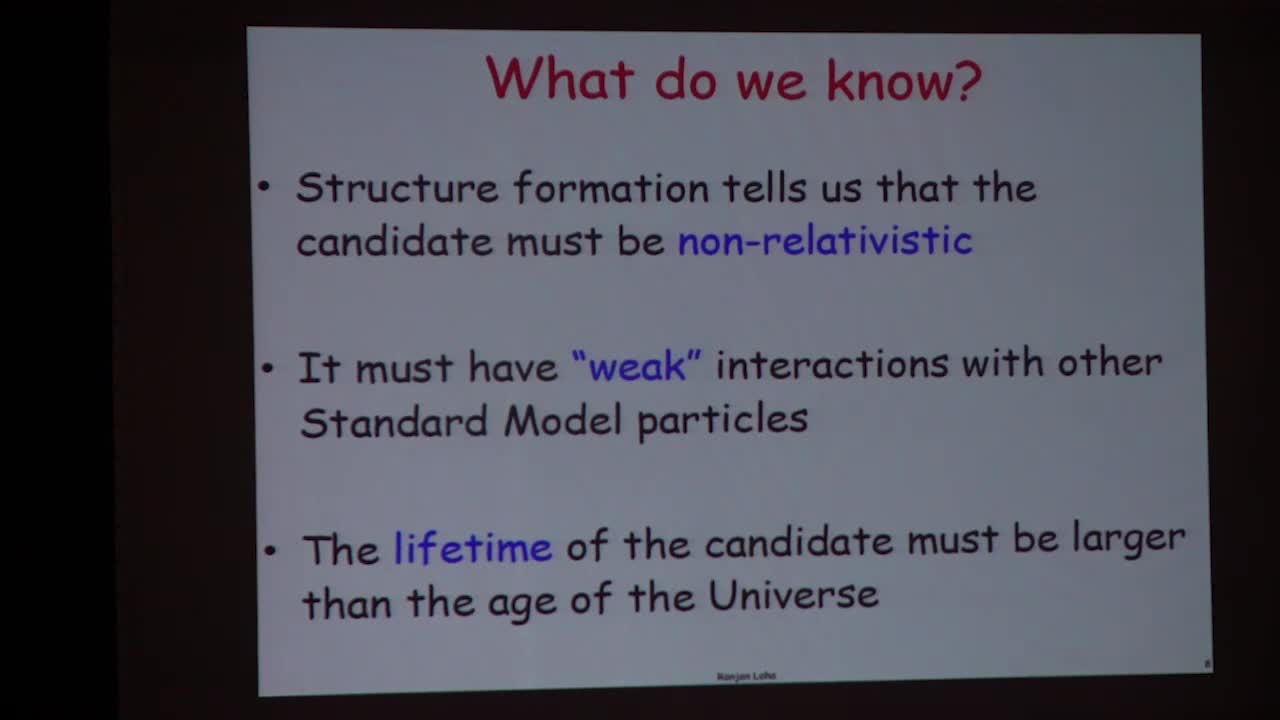 What do we know?
• Structure formation tells us that the
candidate must be non-relativistic
• It must have “weak” interactions with other
Standard Model particles
• The lifetime of the candidate must be larger
than the age of the Universe
Ranjan Laha
8